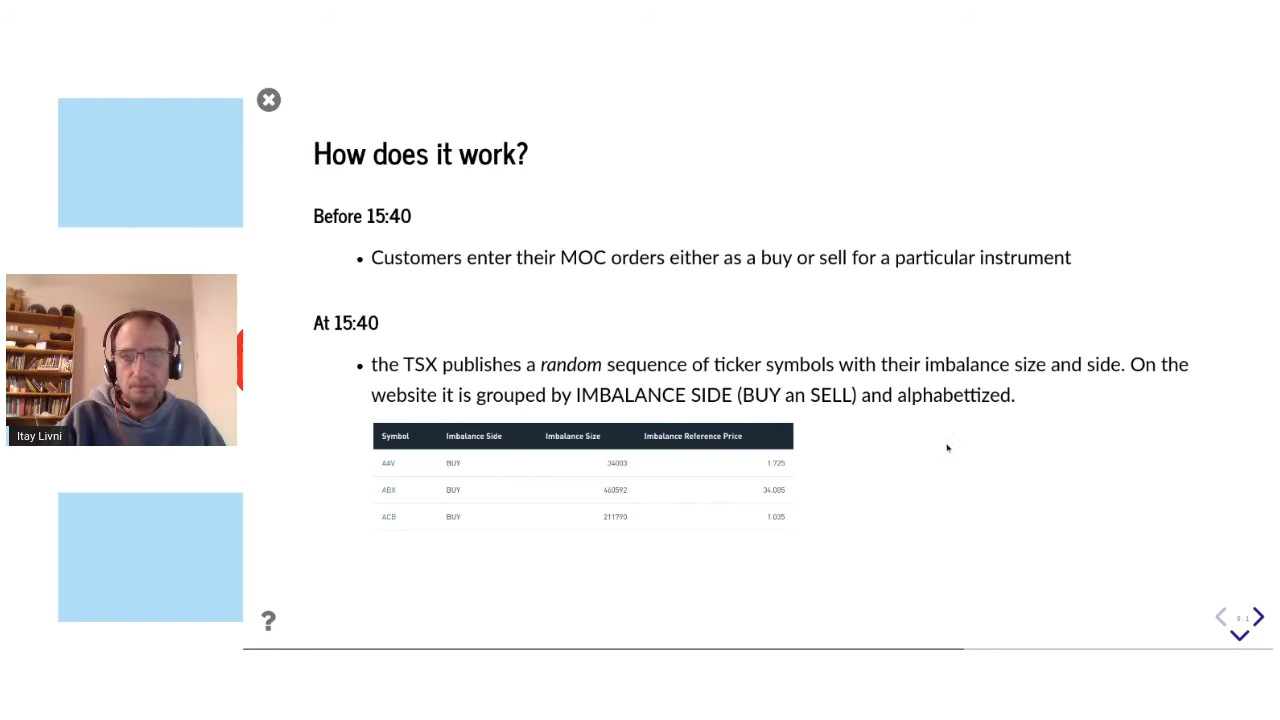 How does it work?
Before 15:40
• Customers enter their MOC orders either as a buy or sell for a particular instrument
At 15:40
• the TSX publishes a random sequence of ticker symbols with their imbalance size and side. On the
website it is grouped by IMBALANCE SIDE (BUY an SELL) and alphabettized.
Symbol Imbalance Side Imbalance Size Imbalance Reference Price
AAV BUY 34003 1.725
ABX BUY 460592 34.005
ACB BUY 211790 1.035
Itay Livni
?